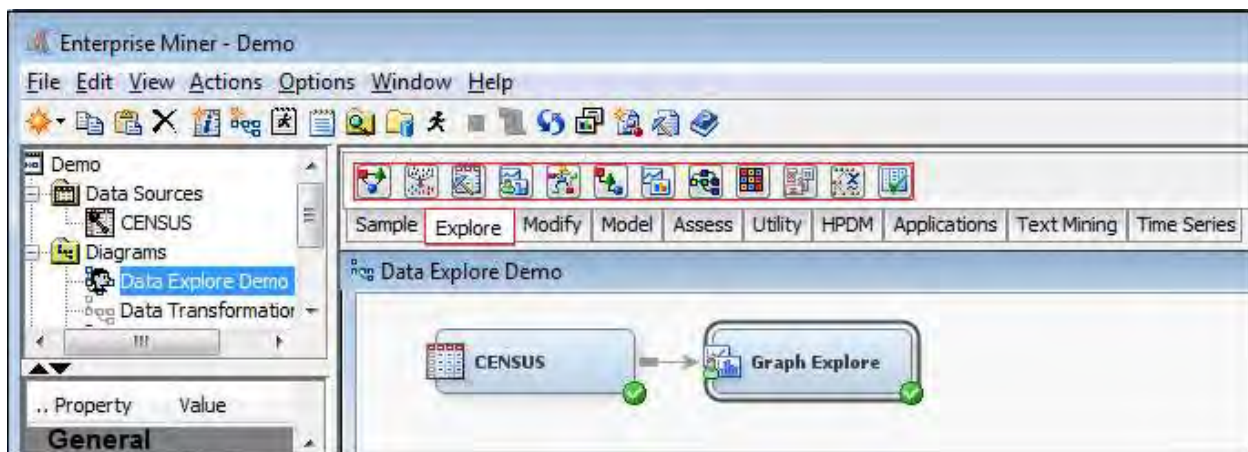 Enterprise Miner - Demo
File Edit View Actions Options Window Help
Demo
Data Sources
CENSUS
Diagrams
Data Explore Demo
Data Transformation
.. Property Value
General
Sample Explore Modify Model Assess Utility HPDM Applications Text Mining Time Series
Data Explore Demo
CENSUS
Graph Explore